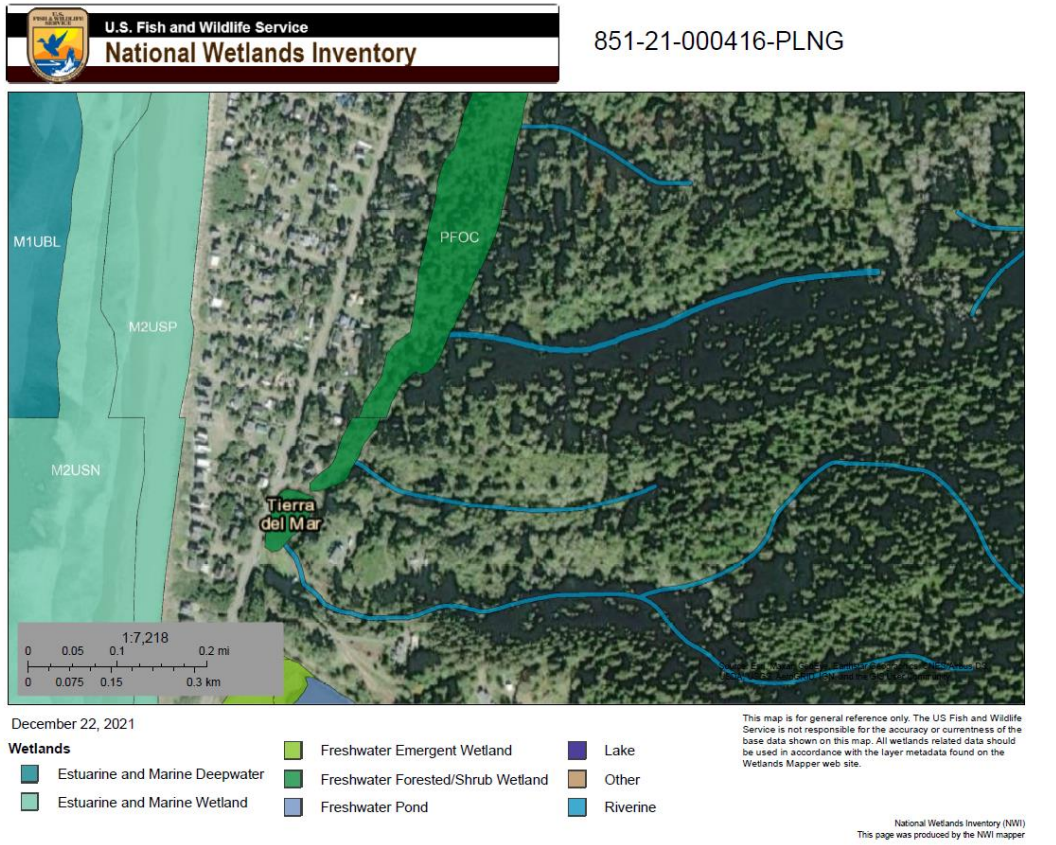 U.S.
FISH & WILDLIFE
SERVICE
U.S. Fish and Wildlife Service
National Wetlands Inventory
851-21-000416-PLNG
PFOC
M1UBL
M2USP
M2USN
Tierra
del Mar
1:7,218
0 0.05 0.1 0.2 mi
0 0.075 0.15 0.3 km
December 22, 2021
This map is for general reference only. The US Fish and Wildlife
Service is not responsible for the accuracy or currentness of the
base data shown on this map. All wetlands related data should
be used in accordance with the layer metadata found on the
Wetlands Mapper web site.
Wetlands
Estuarine and Marine Deepwater
Estuarine and Marine Wetland
Freshwater Emergent Wetland
Freshwater Forested/Shrub Wetland
Freshwater Pond
Lake
Other
Riverine
National Wetlands Inventory (NWI)
This page was produced by the NWI mapper